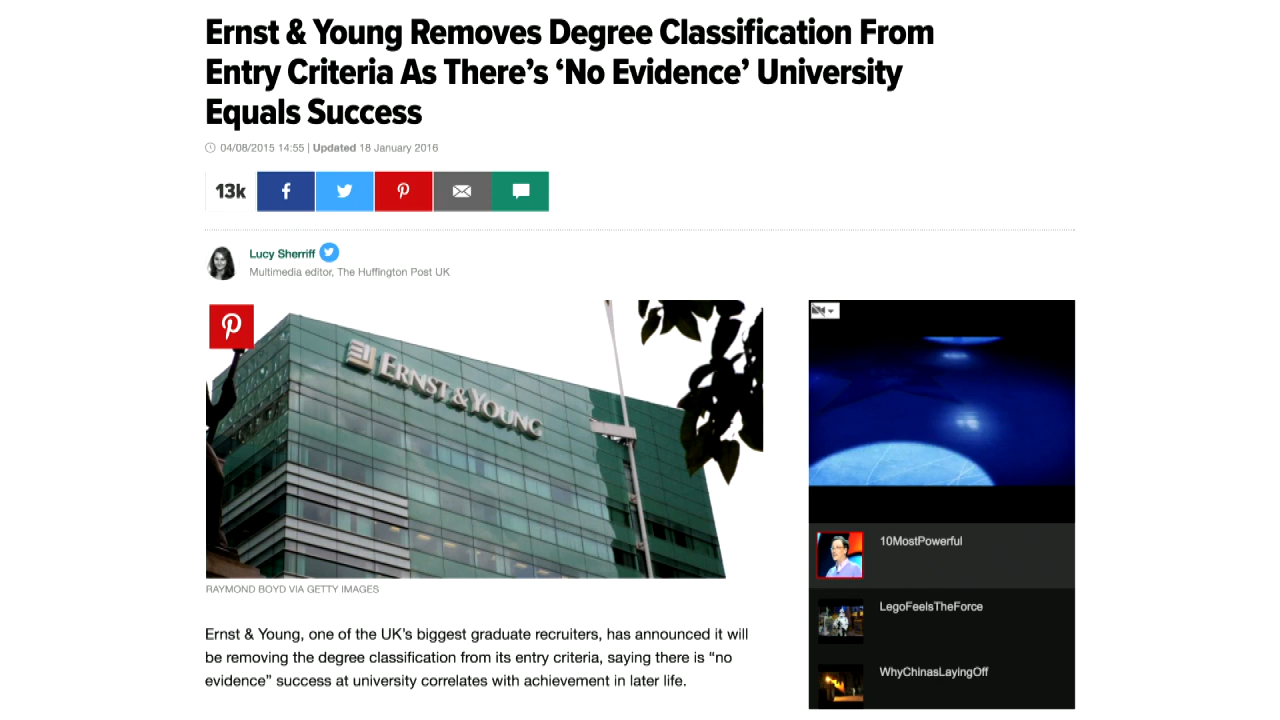 Ernst & Young Removes Degree Classification From
Entry Criteria As There’s ‘No Evidence’ University
Equals Success
04/08/2015 14:55 | Updated 18 January 2016
13k
Lucy Sherriff
Multimedia editor, The Huffington Post UK
ERNST & YOUNG
RAYMOND BOYD VIA GETTY IMAGES
Ernst & Young, one of the UK’s biggest graduate recruiters, has announced it will
be removing the degree classification from its entry criteria, saying there is “no
evidence” success at university correlates with achievement in later life.
10MostPowerful
LegoFeelsTheForce
WhyChinasLayingOff